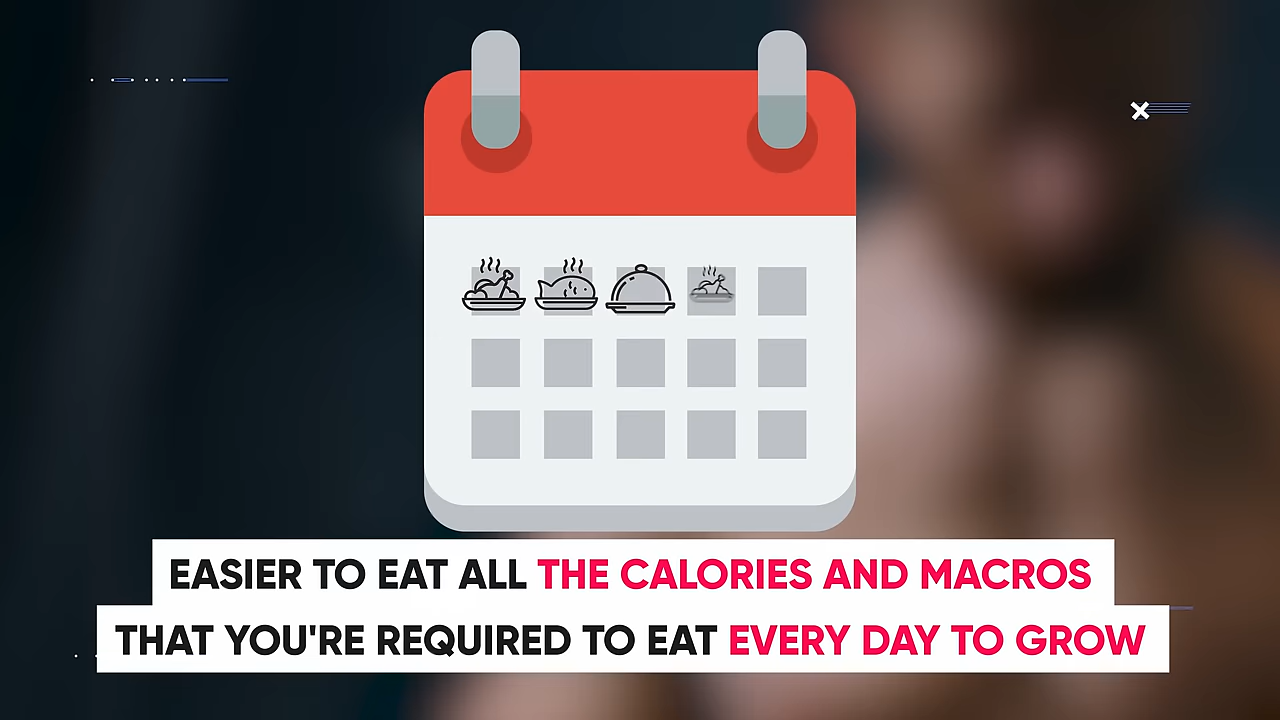 EASIER TO EAT ALL THE CALORIES AND MACROS
THAT YOU'RE REQUIRED TO EAT EVERY DAY TO GROW